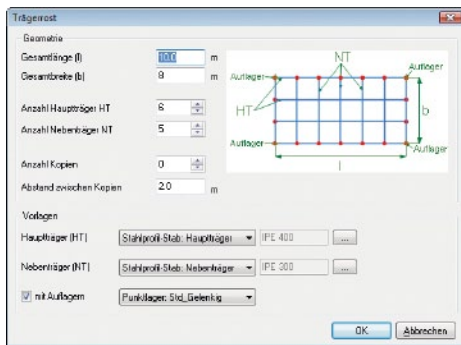 Trägerrost
Geometrie
Gesamtlänge (l) 10.0 m
Gesamtbreite (b) 8 m
Anzahl Hauptträger HT 6
Anzahl Nebenträger NT 5
Anzahl Kopien 0
Abstand zwischen Kopien 2.0 m
NT
Auflager Auflager
HT b
Auflager Auflager
l
Vorlagen
Hauptträger (HT) Stahlprofil-Stab: Hauptträger IPE 400 ...
Nebenträger (NT) Stahlprofil-Stab: Nebenträger IPE 300 ...
mit Auflagern Punktlager: Std_Gelenkig
OK Abbrechen